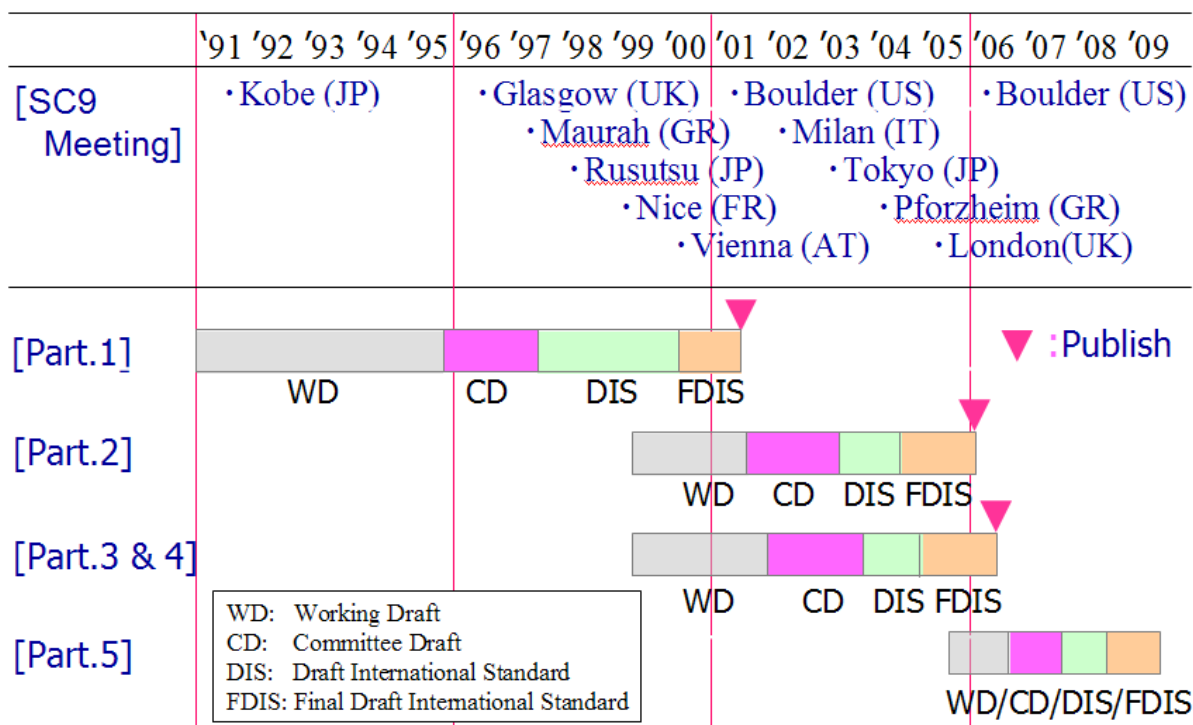 '91 '92 '93 '94 '95 '96 '97 '98 '99 '00 '01 '02 '03 '04 '05 '06 '07 '08 '09
[SC9
Meeting]
・Kobe (JP)
・Glasgow (UK)
・Maurah (GR)
・Rusutsu (JP)
・Nice (FR)
・Vienna (AT)
・Boulder (US)
・Milan (IT)
・Tokyo (JP)
・Pforzheim (GR)
・London(UK)
・Boulder (US)
[Part.1]
WD CD DIS FDIS
:Publish
[Part.2]
WD CD DIS FDIS
[Part.3 & 4]
WD CD DIS FDIS
[Part.5]
WD/CD/DIS/FDIS
WD: Working Draft
CD: Committee Draft
DIS: Draft International Standard
FDIS: Final Draft International Standard